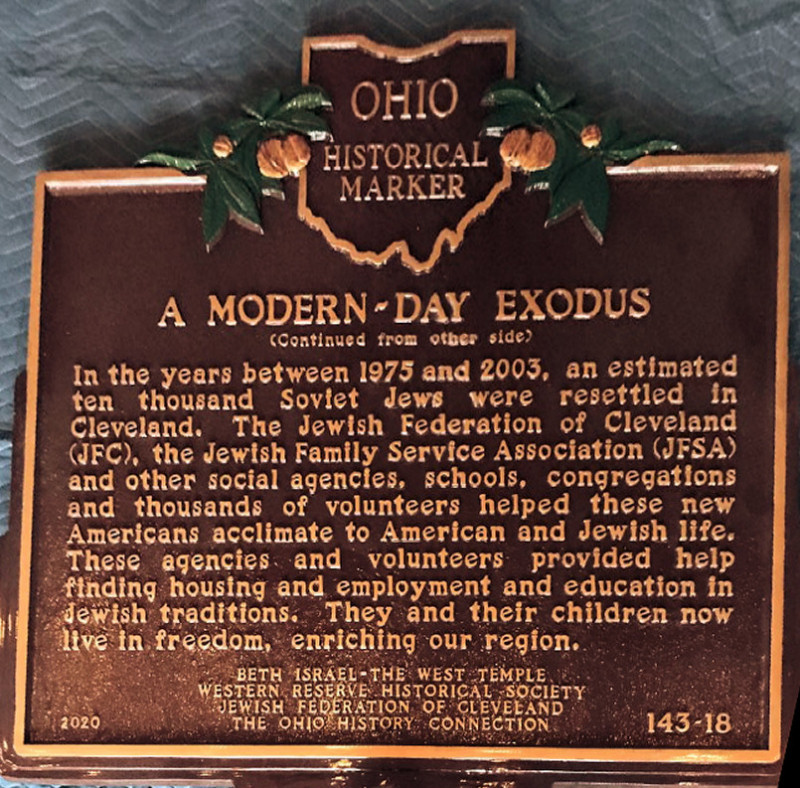 OHIO
HISTORICAL
MARKER
A MODERN-DAY EXODUS
(Continued from other side)
In the years between 1975 and 2003, an estimated
ten thousand Soviet Jews were resettled in
Cleveland. The Jewish Federation of Cleveland
(JFC), the Jewish Family Service Association (JFSA)
and other social agencies, schools, congregations
and thousands of volunteers helped these new
Americans acclimate to American and Jewish life.
These agencies and volunteers provided help
finding housing and employment and education in
Jewish traditions. They and their children now
live in freedom, enriching our region.
BETH ISRAEL-THE WEST TEMPLE
WESTERN RESERVE HISTORICAL SOCIETY
JEWISH FEDERATION OF CLEVELAND
THE OHIO HISTORY CONNECTION
2020
143-18